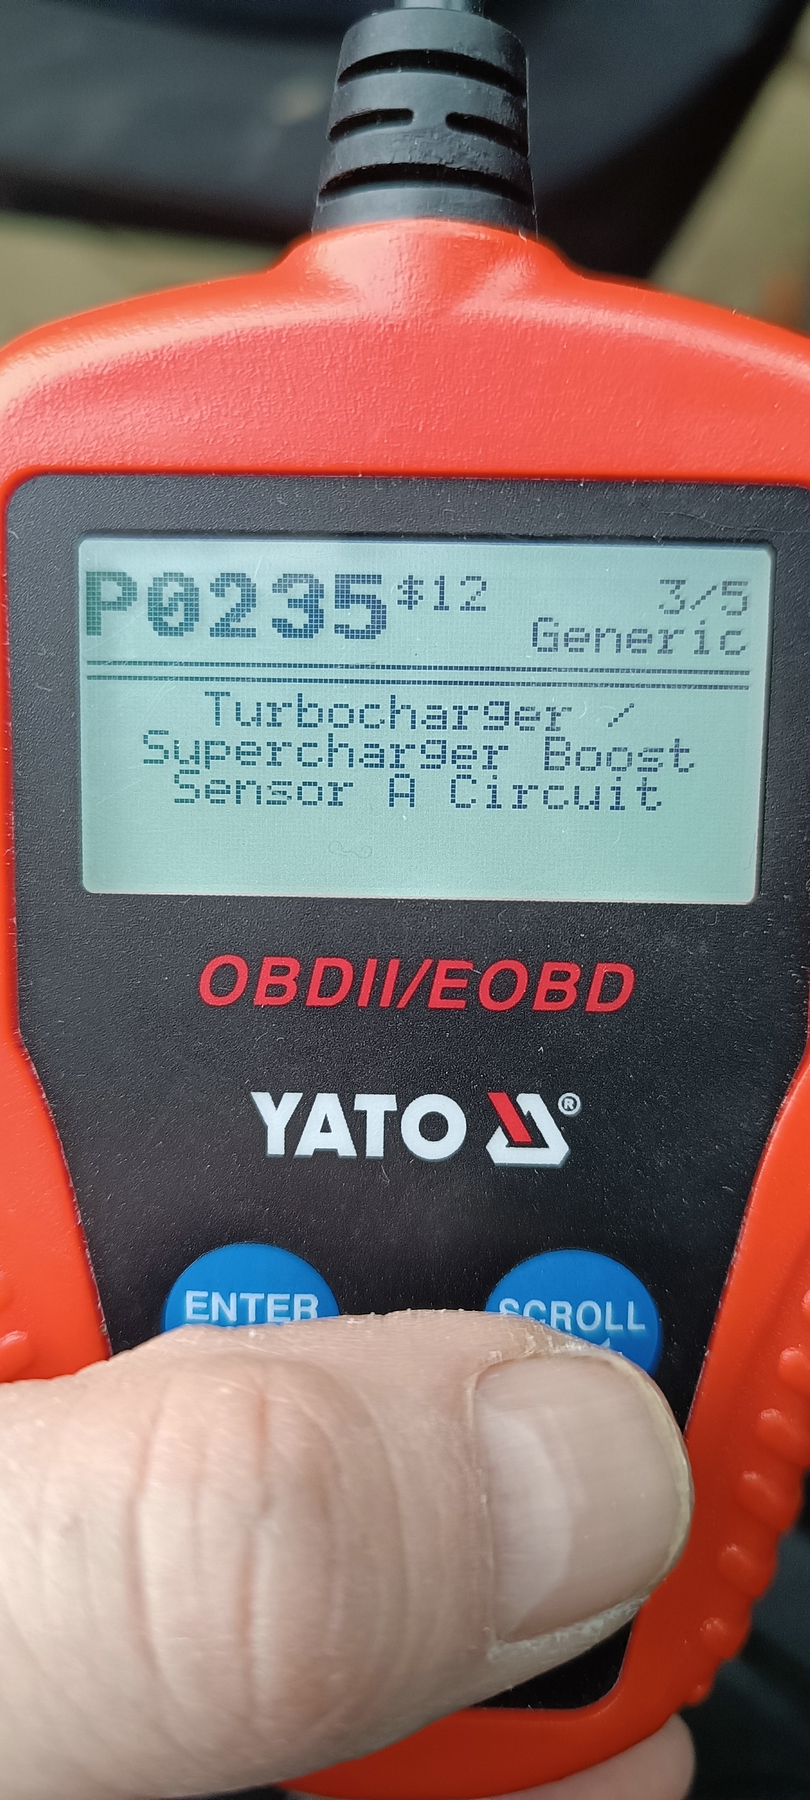 P0235 $12 3/5
Generic
Turbocharger /
Supercharger Boost
Sensor A Circuit
OBDII/EOBD
YATO ®
ENTER SCROLL